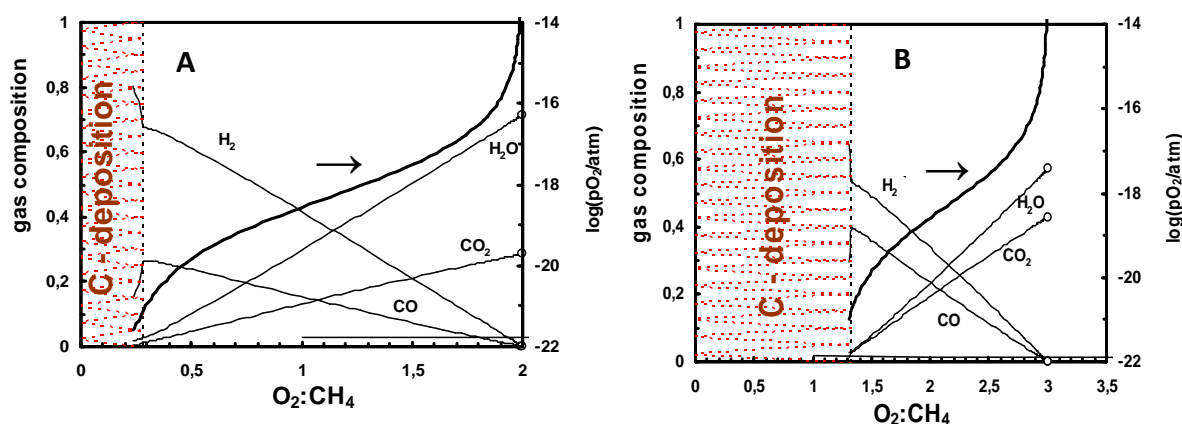 A
gas composition
1
0,8
0,6
0,4
0,2
0
C - deposition
H2
H2O
CO2
CO
-14
-16
-18
-20
-22
log(pO2/atm)
0 0,5 1 1,5 2
O2:CH4
B
gas composition
1
0,8
0,6
0,4
0,2
0
C - deposition
H2
H2O
CO2
CO
-14
-16
-18
-20
-22
log(pO2/atm)
0 0,5 1 1,5 2 2,5 3 3,5
O2:CH4